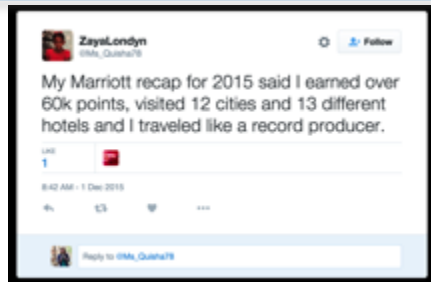 ZayaLondyn
@Ms_Quisha78
Follow
My Marriott recap for 2015 said I earned over
60k points, visited 12 cities and 13 different
hotels and I traveled like a record producer.
LIKE
1
8:42 AM - 1 Dec 2015
Reply to @Ms_Quisha78